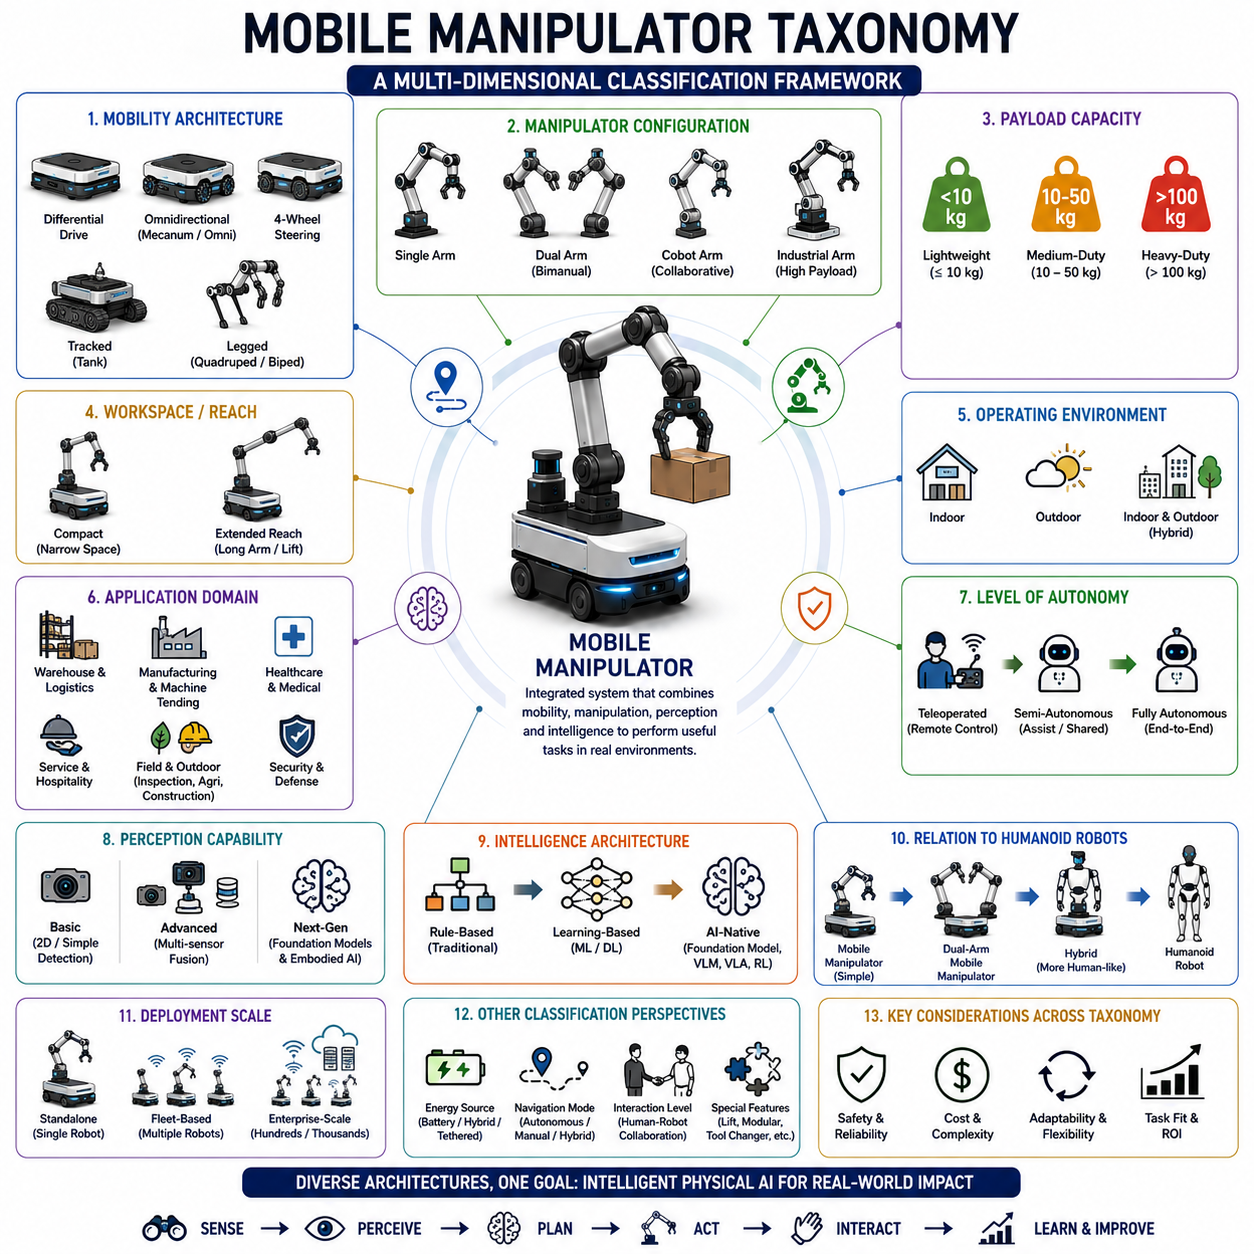 MOBILE MANIPULATOR TAXONOMY
A MULTI-DIMENSIONAL CLASSIFICATION FRAMEWORK
1. MOBILITY ARCHITECTURE
Differential
Drive
Omnidirectional
(Mecanum / Omni)
4-Wheel
Steering
Tracked
(Tank)
Legged
(Quadruped / Biped)
2. MANIPULATOR CONFIGURATION
Single Arm
Dual Arm
(Bimanual)
Cobot Arm
(Collaborative)
Industrial Arm
(High Payload)
3. PAYLOAD CAPACITY
<10
kg
10-50
kg
>100
kg
Lightweight
(≤ 10 kg)
Medium-Duty
(10 – 50 kg)
Heavy-Duty
(> 100 kg)
4. WORKSPACE / REACH
Compact
(Narrow Space)
Extended Reach
(Long Arm / Lift)
5. OPERATING ENVIRONMENT
Indoor
Outdoor
Indoor & Outdoor
(Hybrid)
6. APPLICATION DOMAIN
Warehouse &
Logistics
Manufacturing
& Machine
Tending
Healthcare
& Medical
Service &
Hospitality
Field & Outdoor
(Inspection, Agri,
Construction)
Security &
Defense
MOBILE
MANIPULATOR
Integrated system that combines
mobility, manipulation, perception
and intelligence to perform useful
tasks in real environments.
7. LEVEL OF AUTONOMY
Teleoperated
(Remote Control)
Semi-Autonomous
(Assist / Shared)
Fully Autonomous
(End-to-End)
8. PERCEPTION CAPABILITY
Basic
(2D / Simple
Detection)
Advanced
(Multi-sensor
Fusion)
Next-Gen
(Foundation Models
& Embodied AI)
9. INTELLIGENCE ARCHITECTURE
Rule-Based
(Traditional)
Learning-Based
(ML / DL)
AI-Native
(Foundation Model,
VLM, VLA, RL)
10. RELATION TO HUMANOID ROBOTS
Mobile
Manipulator
(Simple)
Dual-Arm
Mobile
Manipulator
Hybrid
(More Human-like)
Humanoid
Robot
11. DEPLOYMENT SCALE
Standalone
(Single Robot)
Fleet-Based
(Multiple Robots)
Enterprise-Scale
(Hundreds / Thousands)
12. OTHER CLASSIFICATION PERSPECTIVES
Energy Source
(Battery / Hybrid /
Tethered)
Navigation Mode
(Autonomous /
Manual / Hybrid)
Interaction Level
(Human-Robot
Collaboration)
Special Features
(Lift, Modular,
Tool Changer, etc.)
13. KEY CONSIDERATIONS ACROSS TAXONOMY
Safety &
Reliability
$
Cost &
Complexity
Adaptability &
Flexibility
Task Fit &
ROI
DIVERSE ARCHITECTURES, ONE GOAL: INTELLIGENT PHYSICAL AI FOR REAL-WORLD IMPACT
SENSE → PERCEIVE → PLAN → ACT → INTERACT → LEARN & IMPROVE